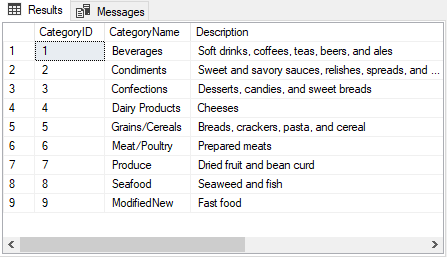 Results Messages
CategoryID CategoryName Description
1 1 Beverages Soft drinks, coffees, teas, beers, and ales
2 2 Condiments Sweet and savory sauces, relishes, spreads, and ...
3 3 Confections Desserts, candies, and sweet breads
4 4 Dairy Products Cheeses
5 5 Grains/Cereals Breads, crackers, pasta, and cereal
6 6 Meat/Poultry Prepared meats
7 7 Produce Dried fruit and bean curd
8 8 Seafood Seaweed and fish
9 9 ModifiedNew Fast food